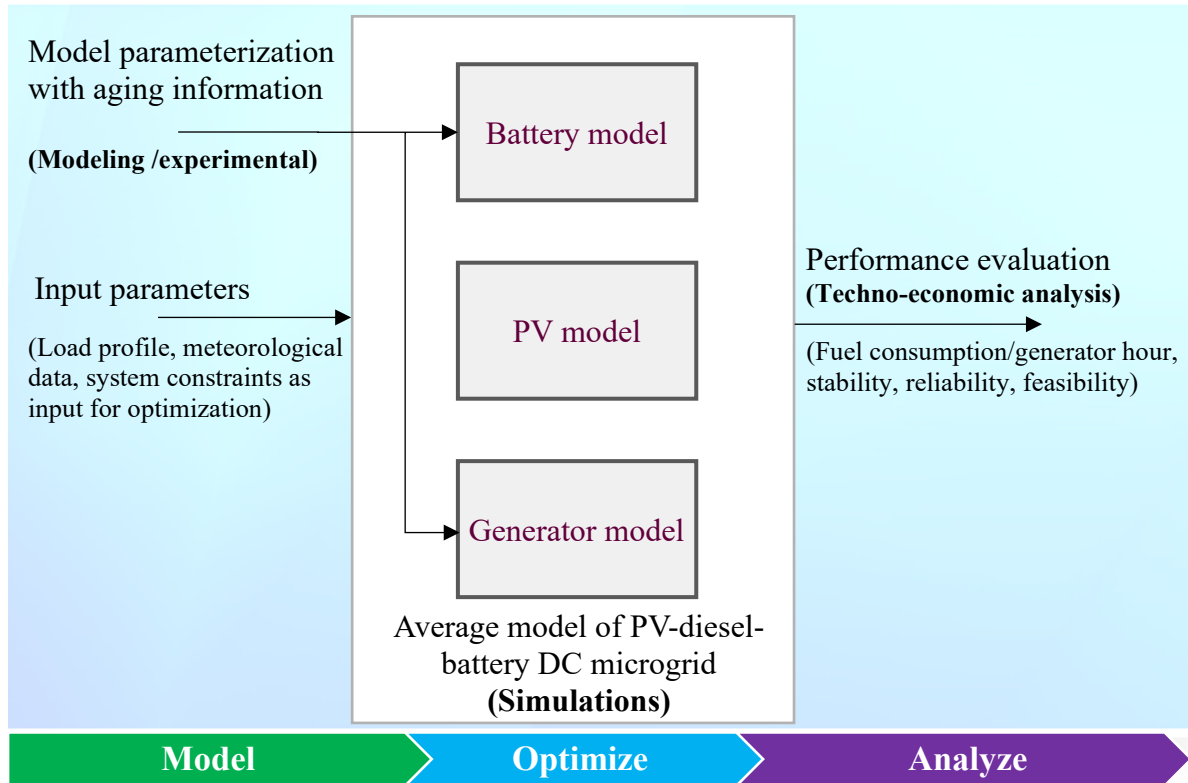 Model parameterization
with aging information
(Modeling /experimental)
Input parameters
(Load profile, meteorological
data, system constraints as
input for optimization)
Battery model
PV model
Generator model
Average model of PV-diesel-
battery DC microgrid
(Simulations)
Performance evaluation
(Techno-economic analysis)
(Fuel consumption/generator hour,
stability, reliability, feasibility)
Model
Optimize
Analyze